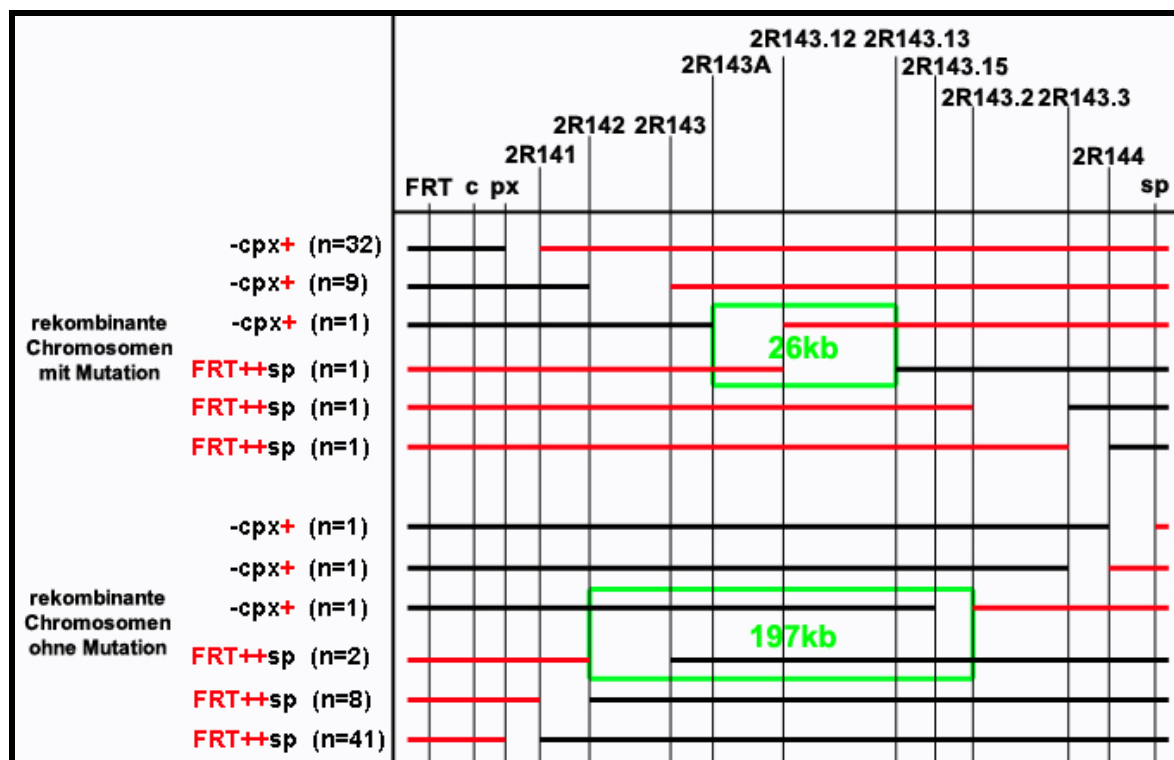 2R143.12 2R143.13
2R143A 2R143.15
2R143.2 2R143.3
2R142 2R143
2R141 2R144
FRT c px sp
-cpx+ (n=32)
-cpx+ (n=9)
rekombinante
Chromosomen
mit Mutation
-cpx+ (n=1)
26kb
FRT++sp (n=1)
FRT++sp (n=1)
FRT++sp (n=1)
-cpx+ (n=1)
-cpx+ (n=1)
rekombinante
Chromosomen
ohne Mutation
-cpx+ (n=1)
197kb
FRT++sp (n=2)
FRT++sp (n=8)
FRT++sp (n=41)